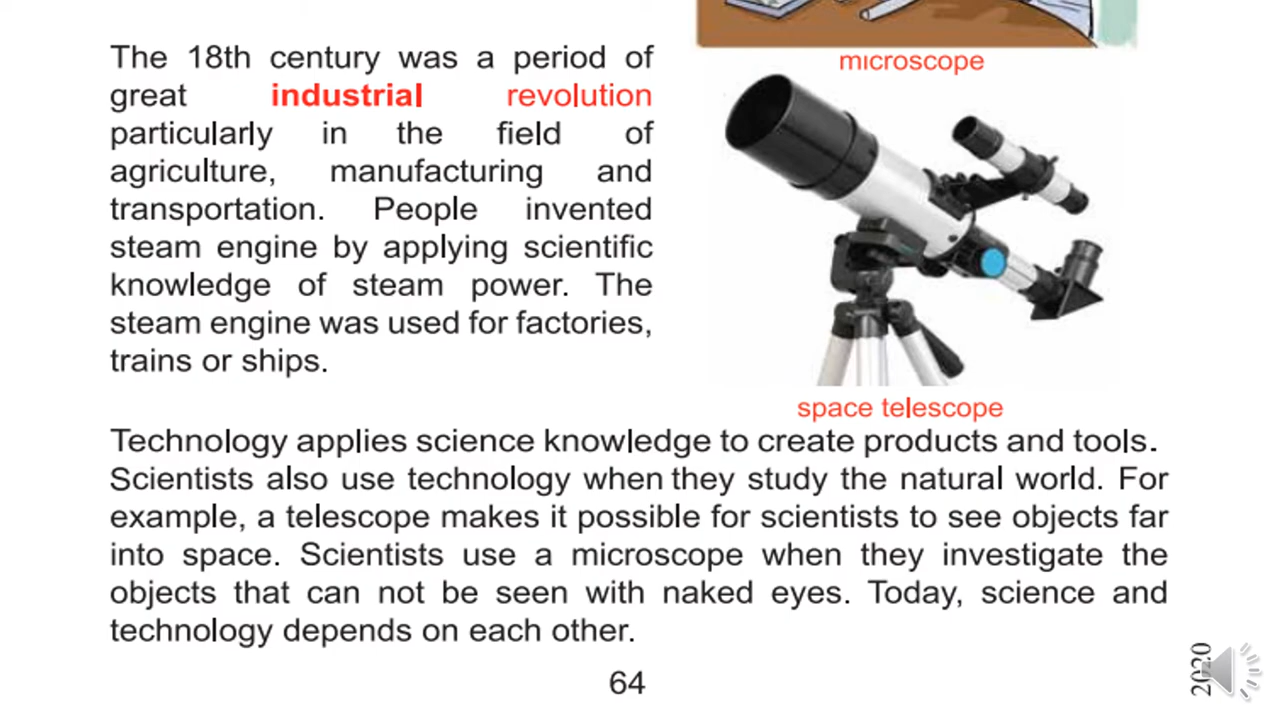 The 18th century was a period of
great industrial revolution
particularly in the field of
agriculture, manufacturing and
transportation. People invented
steam engine by applying scientific
knowledge of steam power. The
steam engine was used for factories,
trains or ships.
microscope
space telescope
Technology applies science knowledge to create products and tools.
Scientists also use technology when they study the natural world. For
example, a telescope makes it possible for scientists to see objects far
into space. Scientists use a microscope when they investigate the
objects that can not be seen with naked eyes. Today, science and
technology depends on each other.
64
2020